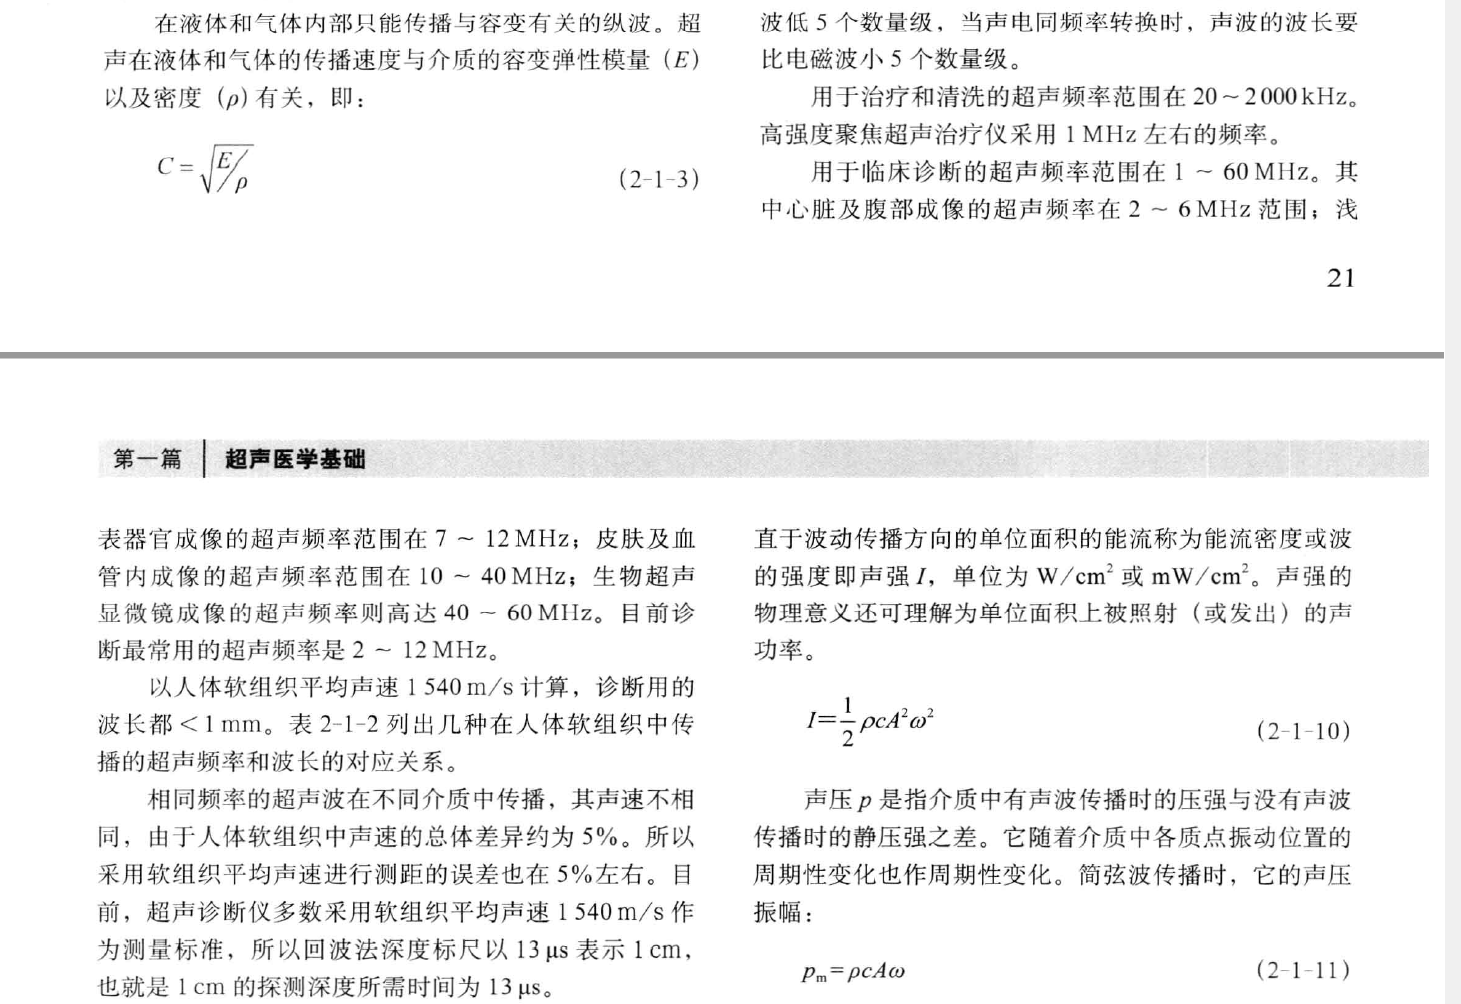 在液体和气体内部只能传播与容变有关的纵波。超
声在液体和气体的传播速度与介质的容变弹性模量（E）
以及密度（ρ）有关，即：
C = √E/ρ
(2-1-3)
波低 5 个数量级，当声电同频率转换时，声波的波长要
比电磁波小 5 个数量级。
用于治疗和清洗的超声频率范围在 20～2000kHz。
高强度聚焦超声治疗仪采用 1 MHz 左右的频率。
用于临床诊断的超声频率范围在 1 ～ 60 MHz。其
中心脏及腹部成像的超声频率在 2 ～ 6 MHz 范围；浅
21
第一篇 超声医学基础
表器官成像的超声频率范围在 7 ～ 12 MHz；皮肤及血
管内成像的超声频率范围在 10 ～ 40 MHz；生物超声
显微镜成像的超声频率则高达 40 ～ 60 MHz。目前诊
断最常用的超声频率是 2 ～ 12 MHz。
以人体软组织平均声速 1 540 m/s 计算，诊断用的
波长都＜1 mm。表 2-1-2 列出几种在人体软组织中传
播的超声频率和波长的对应关系。
相同频率的超声波在不同介质中传播，其声速不相
同，由于人体软组织中声速的总体差异约为 5%。所以
采用软组织平均声速进行测距的误差也在 5%左右。目
前，超声诊断仪多数采用软组织平均声速 1 540 m/s 作
为测量标准，所以回波法深度标尺以 13 μs 表示 1 cm，
也就是 1 cm 的探测深度所需时间为 13 μs。
直于波动传播方向的单位面积的能流称为能流密度或波
的强度即声强 I，单位为 W/cm² 或 mW/cm²。声强的
物理意义还可理解为单位面积上被照射（或发出）的声
功率。
I=1/2 ρcA²ω²
(2-1-10)
声压 p 是指介质中有声波传播时的压强与没有声波
传播时的静压强之差。它随着介质中各质点振动位置的
周期性变化也作周期性变化。简弦波传播时，它的声压
振幅：
pₘ=ρcAω
(2-1-11)